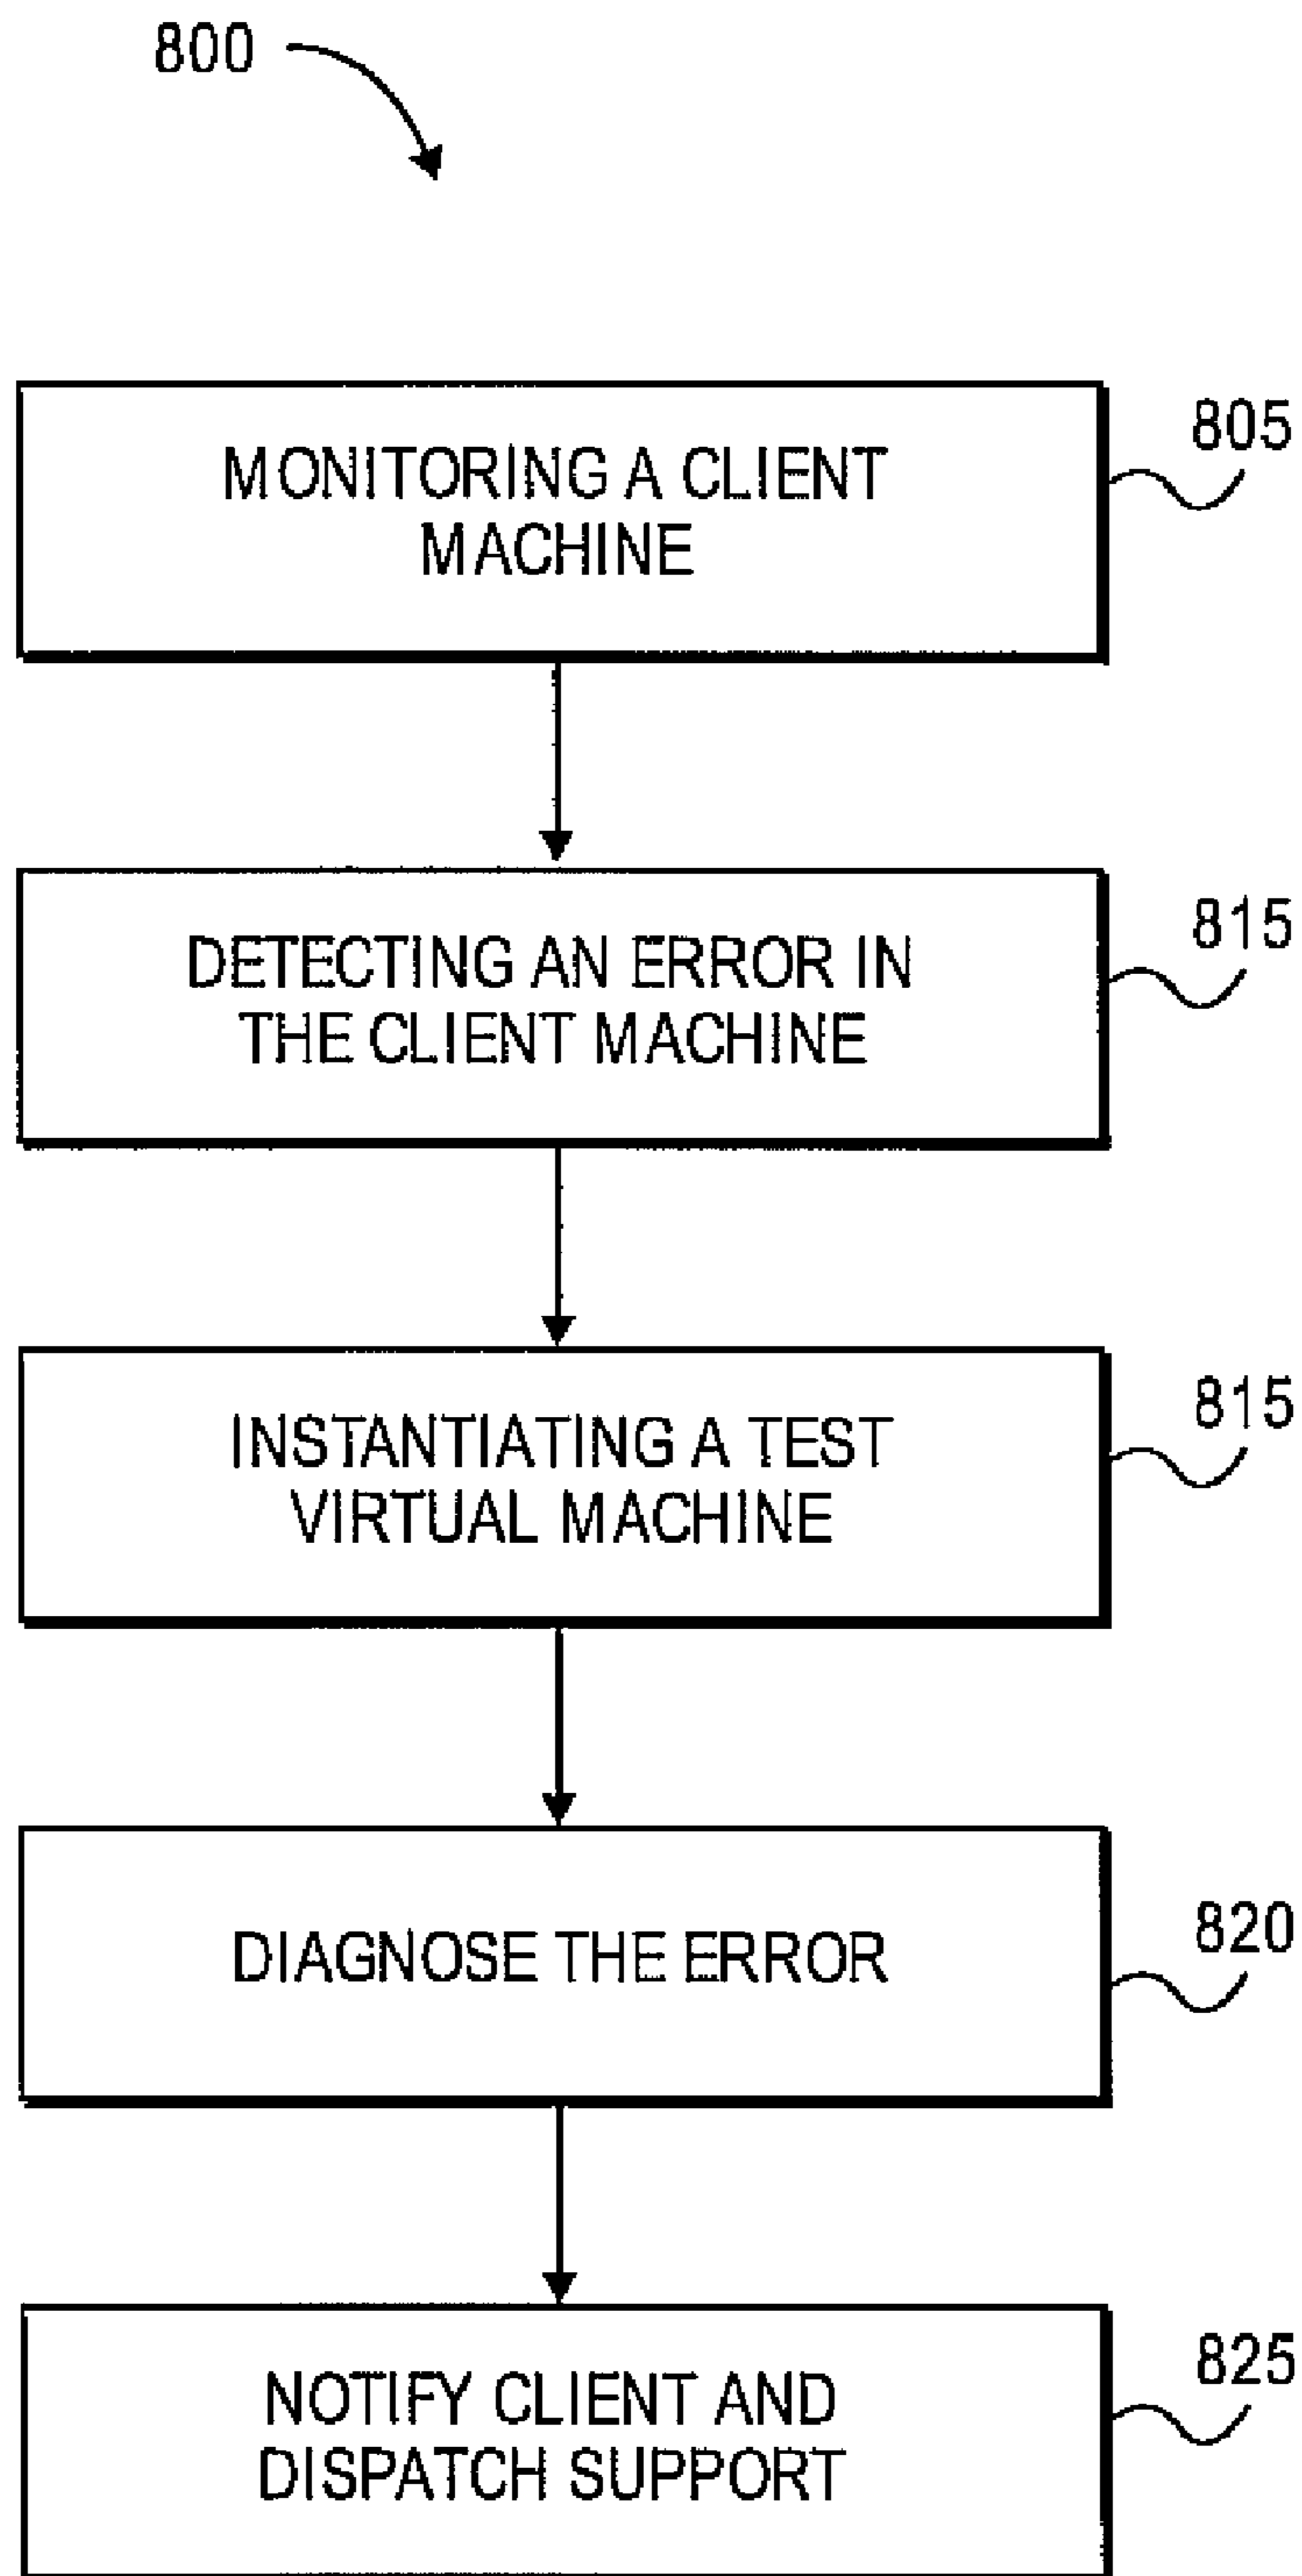 800
MONITORING A CLIENT
MACHINE
805
DETECTING AN ERROR IN
THE CLIENT MACHINE
815
INSTANTIATING A TEST
VIRTUAL MACHINE
815
DIAGNOSE THE ERROR
820
NOTIFY CLIENT AND
DISPATCH SUPPORT
825